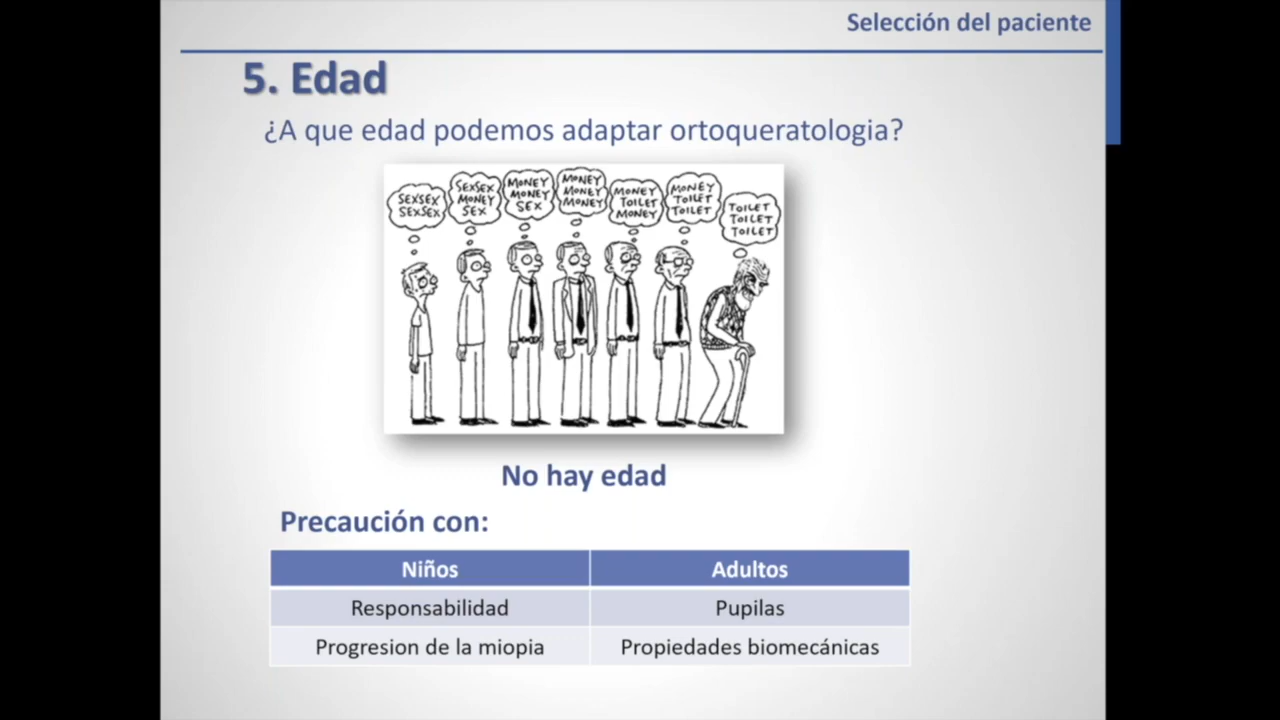 Selección del paciente
5. Edad
¿A que edad podemos adaptar ortoqueratologia?
SEXSEX
SEXSEX
SEXSEX
MONEY
SEX
MONEY
MONEY
SEX
MONEY
MONEY
MONEY
MONEY
TOILET
MONEY
MONEY
TOILET
TOILET
TOILET
TOILET
TOILET
No hay edad
Precaución con:
Niños Adultos
Responsabilidad Pupilas
Progresion de la miopia Propiedades biomecánicas